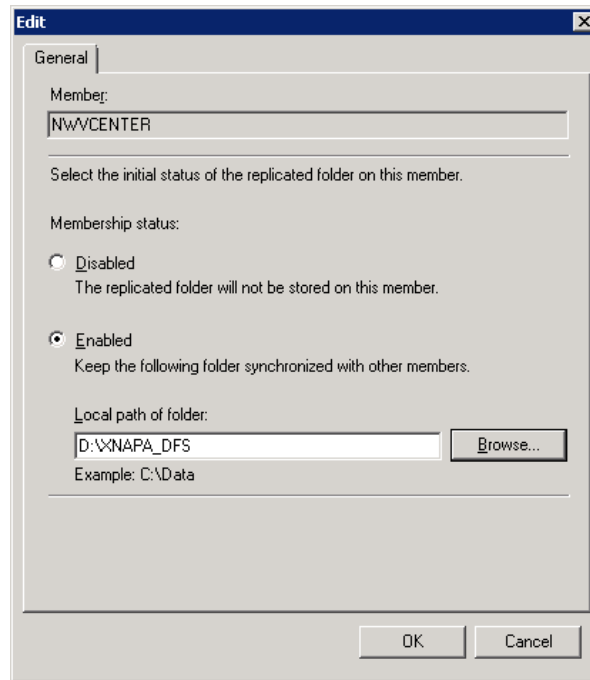 Edit
General
Member:
NWVCENTER
Select the initial status of the replicated folder on this member.
Membership status:
Disabled
The replicated folder will not be stored on this member.
Enabled
Keep the following folder synchronized with other members.
Local path of folder:
D:\XNAPA_DFS
Browse...
Example: C:\Data
OK
Cancel